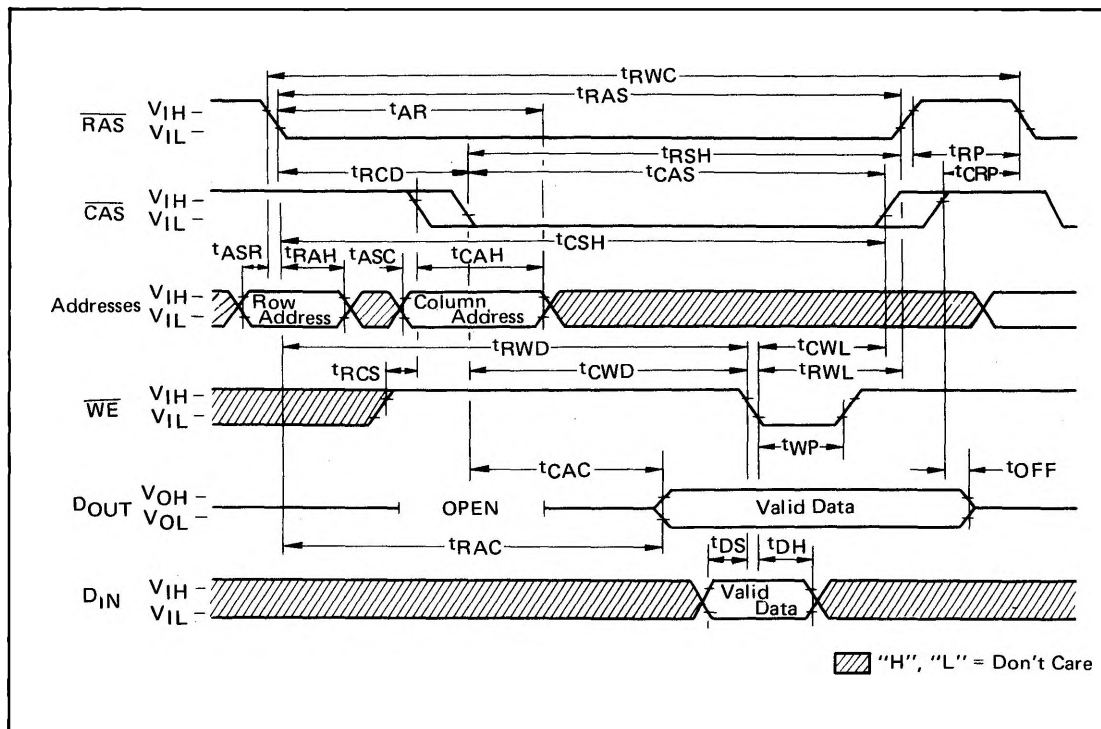 tRWC
tRAS
tAR
RAS VIH
VIL
tRSH
tRP
tRCD
tCAS
tCRP
CAS VIH
VIL
tCSH
tASR
tRAH
tASC
tCAH
Addresses VIH
VIL
Row
Address
Column
Address
tRWD
tCWL
tRCS
tCWD
tRWL
WE VIH
VIL
tWP
tCAC
tOFF
DOUT VOH
VOL
OPEN
Valid Data
tRAC
tDS
tDH
DIN VIH
VIL
Valid
Data
"H", "L" = Don't Care